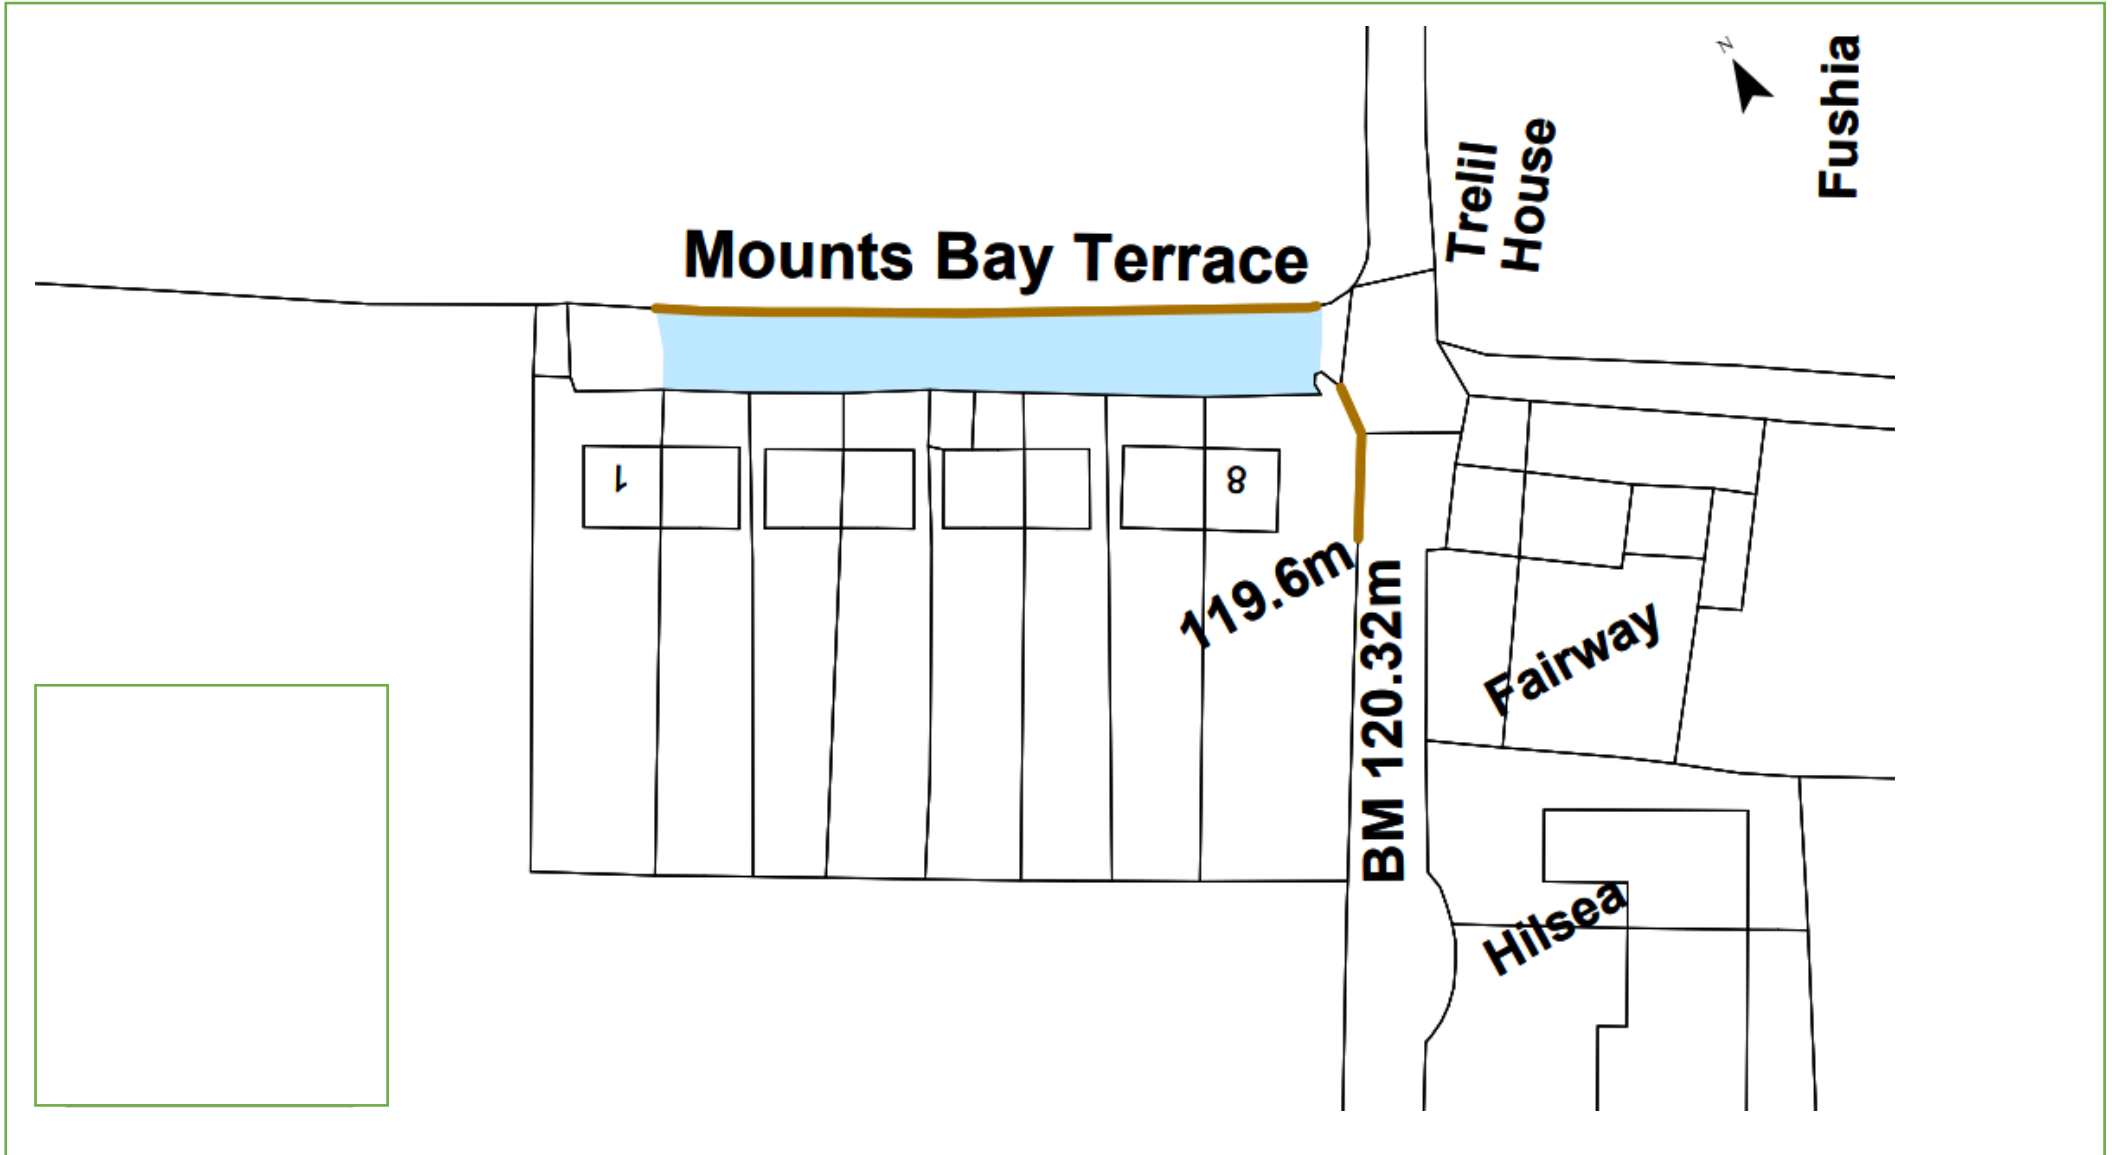 N
Fushia
Trelil
House
Mounts Bay Terrace
1
8
119.6m
BM 120.32m
Fairway
Hilsea